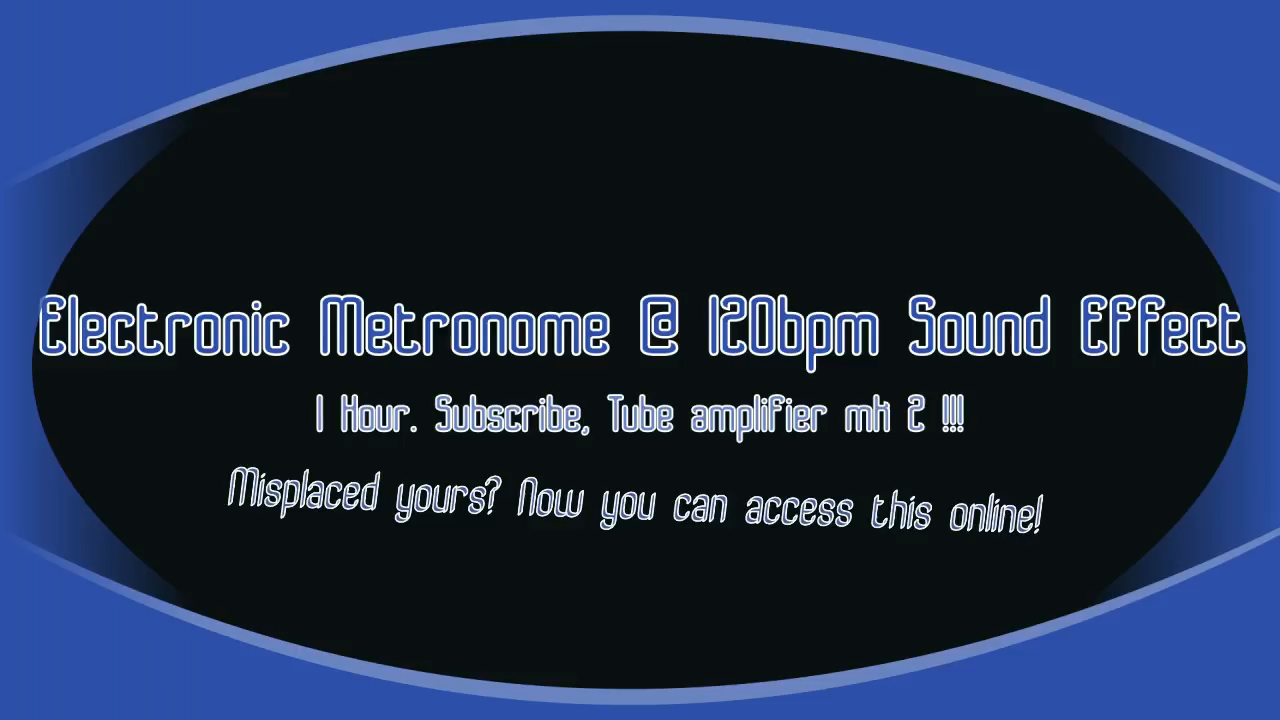 Electronic Metronome @ 120bpm Sound Effect
1 Hour. Subscribe, Tube amplifier mk 2 !!!
Misplaced yours? Now you can access this online!